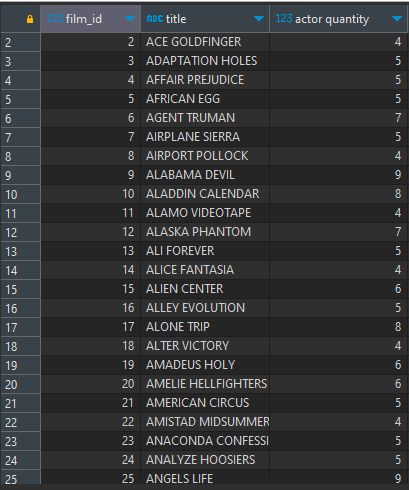 123 film_id ABC title 123 actor quantity
2 2 ACE GOLDFINGER 4
3 3 ADAPTATION HOLES 5
4 4 AFFAIR PREJUDICE 5
5 5 AFRICAN EGG 5
6 6 AGENT TRUMAN 7
7 7 AIRPLANE SIERRA 5
8 8 AIRPORT POLLOCK 4
9 9 ALABAMA DEVIL 9
10 10 ALADDIN CALENDAR 8
11 11 ALAMO VIDEOTAPE 4
12 12 ALASKA PHANTOM 7
13 13 ALI FOREVER 5
14 14 ALICE FANTASIA 4
15 15 ALIEN CENTER 6
16 16 ALLEY EVOLUTION 5
17 17 ALONE TRIP 8
18 18 ALTER VICTORY 4
19 19 AMADEUS HOLY 6
20 20 AMELIE HELLFIGHTERS 6
21 21 AMERICAN CIRCUS 5
22 22 AMISTAD MIDSUMMER 4
23 23 ANACONDA CONFESSI 5
24 24 ANALYZE HOOSIERS 5
25 25 ANGELS LIFE 9